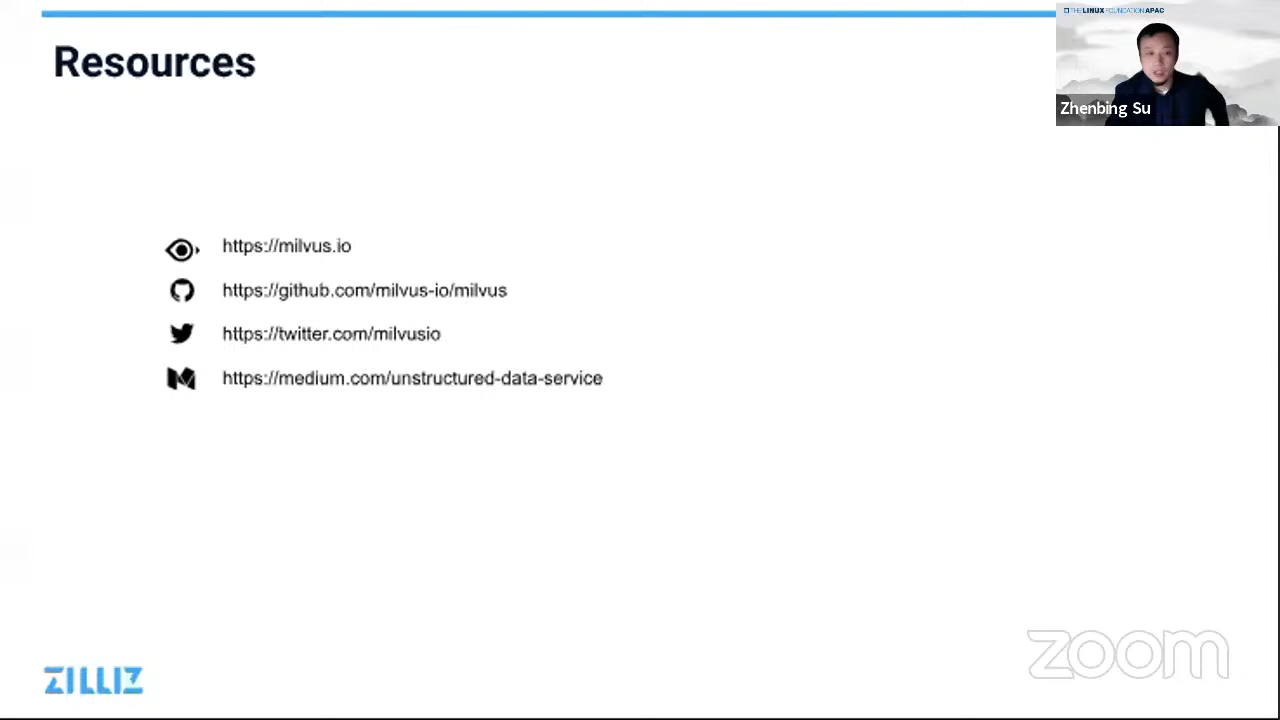 Resources
THE LINUX FOUNDATION APAC
Zhenbing Su
https://milvus.io
https://github.com/milvus-io/milvus
https://twitter.com/milvusio
https://medium.com/unstructured-data-service
ZILLIZ
zoom